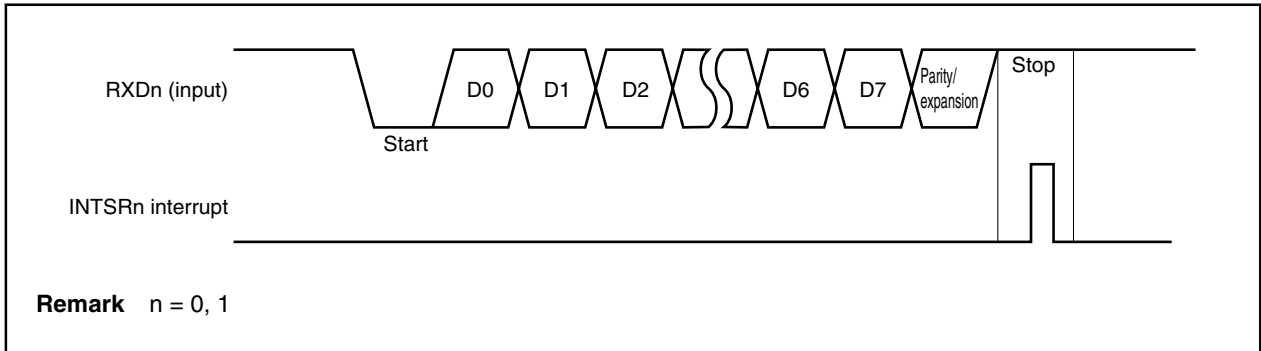 RXDn (input)
D0 D1 D2 D6 D7 Parity/
expansion
Stop
Start
INTSRn interrupt
Remark n = 0, 1